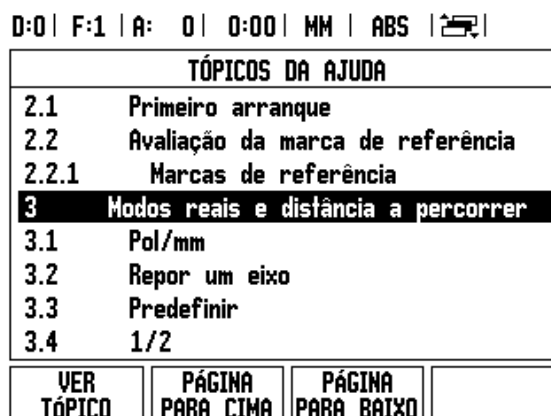 D:0 | F:1 | A: 0 | 0:00 | MM | ABS |
TÓPICOS DA AJUDA
2.1 Primeiro arranque
2.2 Avaliação da marca de referência
2.2.1 Marcas de referência
3 Modos reais e distância a percorrer
3.1 Pol/mm
3.2 Repor um eixo
3.3 Predefinir
3.4 1/2
VER
TÓPICO
PÁGINA
PARA CIMA
PÁGINA
PARA BAIXO